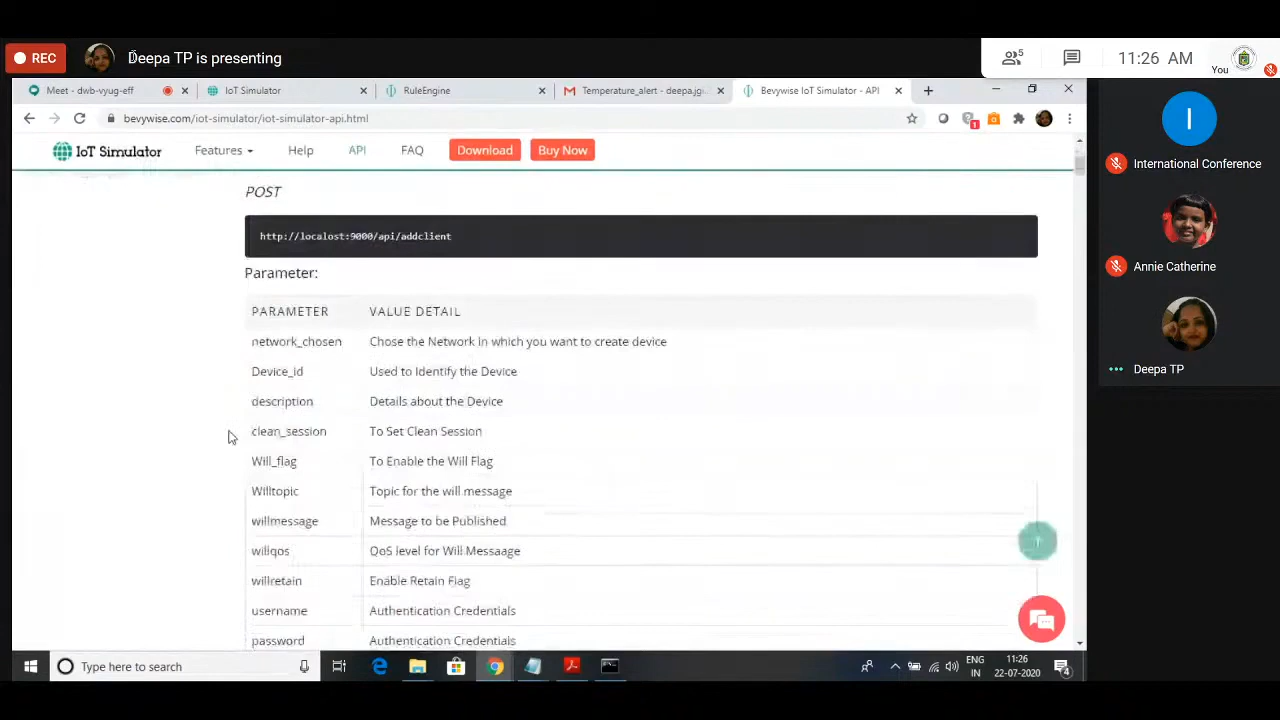 REC
Deepa TP is presenting
5
11:26 AM
You
Meet - dwb-vyug-eff
IoT Simulator
RuleEngine
Temperature_alert - deepa.jgi
Bevywise IoT Simulator - API
bevywise.com/iot-simulator/iot-simulator-api.html
1
IoT Simulator
Features
Help
API
FAQ
Download
Buy Now
POST
http://localost:9000/api/addclient
Parameter:
PARAMETER VALUE DETAIL
network_chosen Chose the Network in which you want to create device
Device_id Used to Identify the Device
description Details about the Device
clean_session To Set Clean Session
Will_flag To Enable the Will Flag
Willtopic Topic for the will message
willmessage Message to be Published
willqos QoS level for Will Messaage
willretain Enable Retain Flag
username Authentication Credentials
password Authentication Credentials
I
International Conference
Annie Catherine
Deepa TP
Type here to search
ENG
IN
11:26
22-07-2020
4